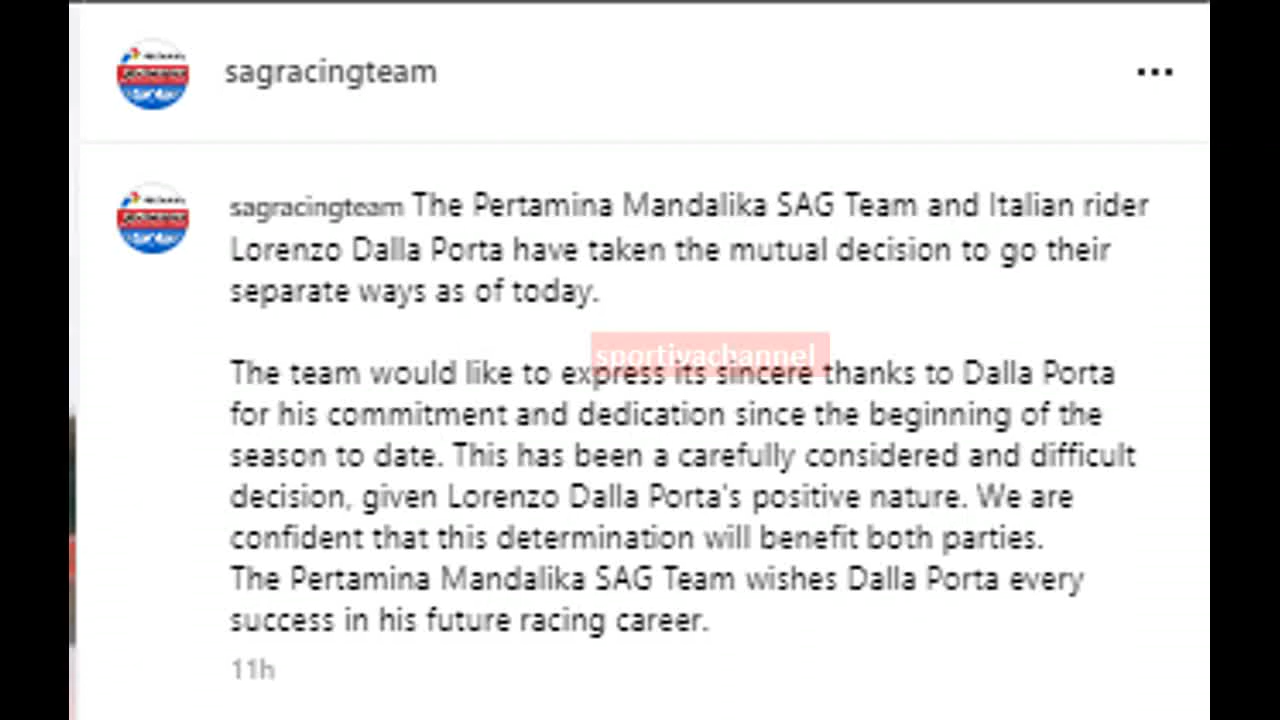 sagracingteam
sagracingteam The Pertamina Mandalika SAG Team and Italian rider
Lorenzo Dalla Porta have taken the mutual decision to go their
separate ways as of today.
sportivachannel
The team would like to express its sincere thanks to Dalla Porta
for his commitment and dedication since the beginning of the
season to date. This has been a carefully considered and difficult
decision, given Lorenzo Dalla Porta's positive nature. We are
confident that this determination will benefit both parties.
The Pertamina Mandalika SAG Team wishes Dalla Porta every
success in his future racing career.
11h